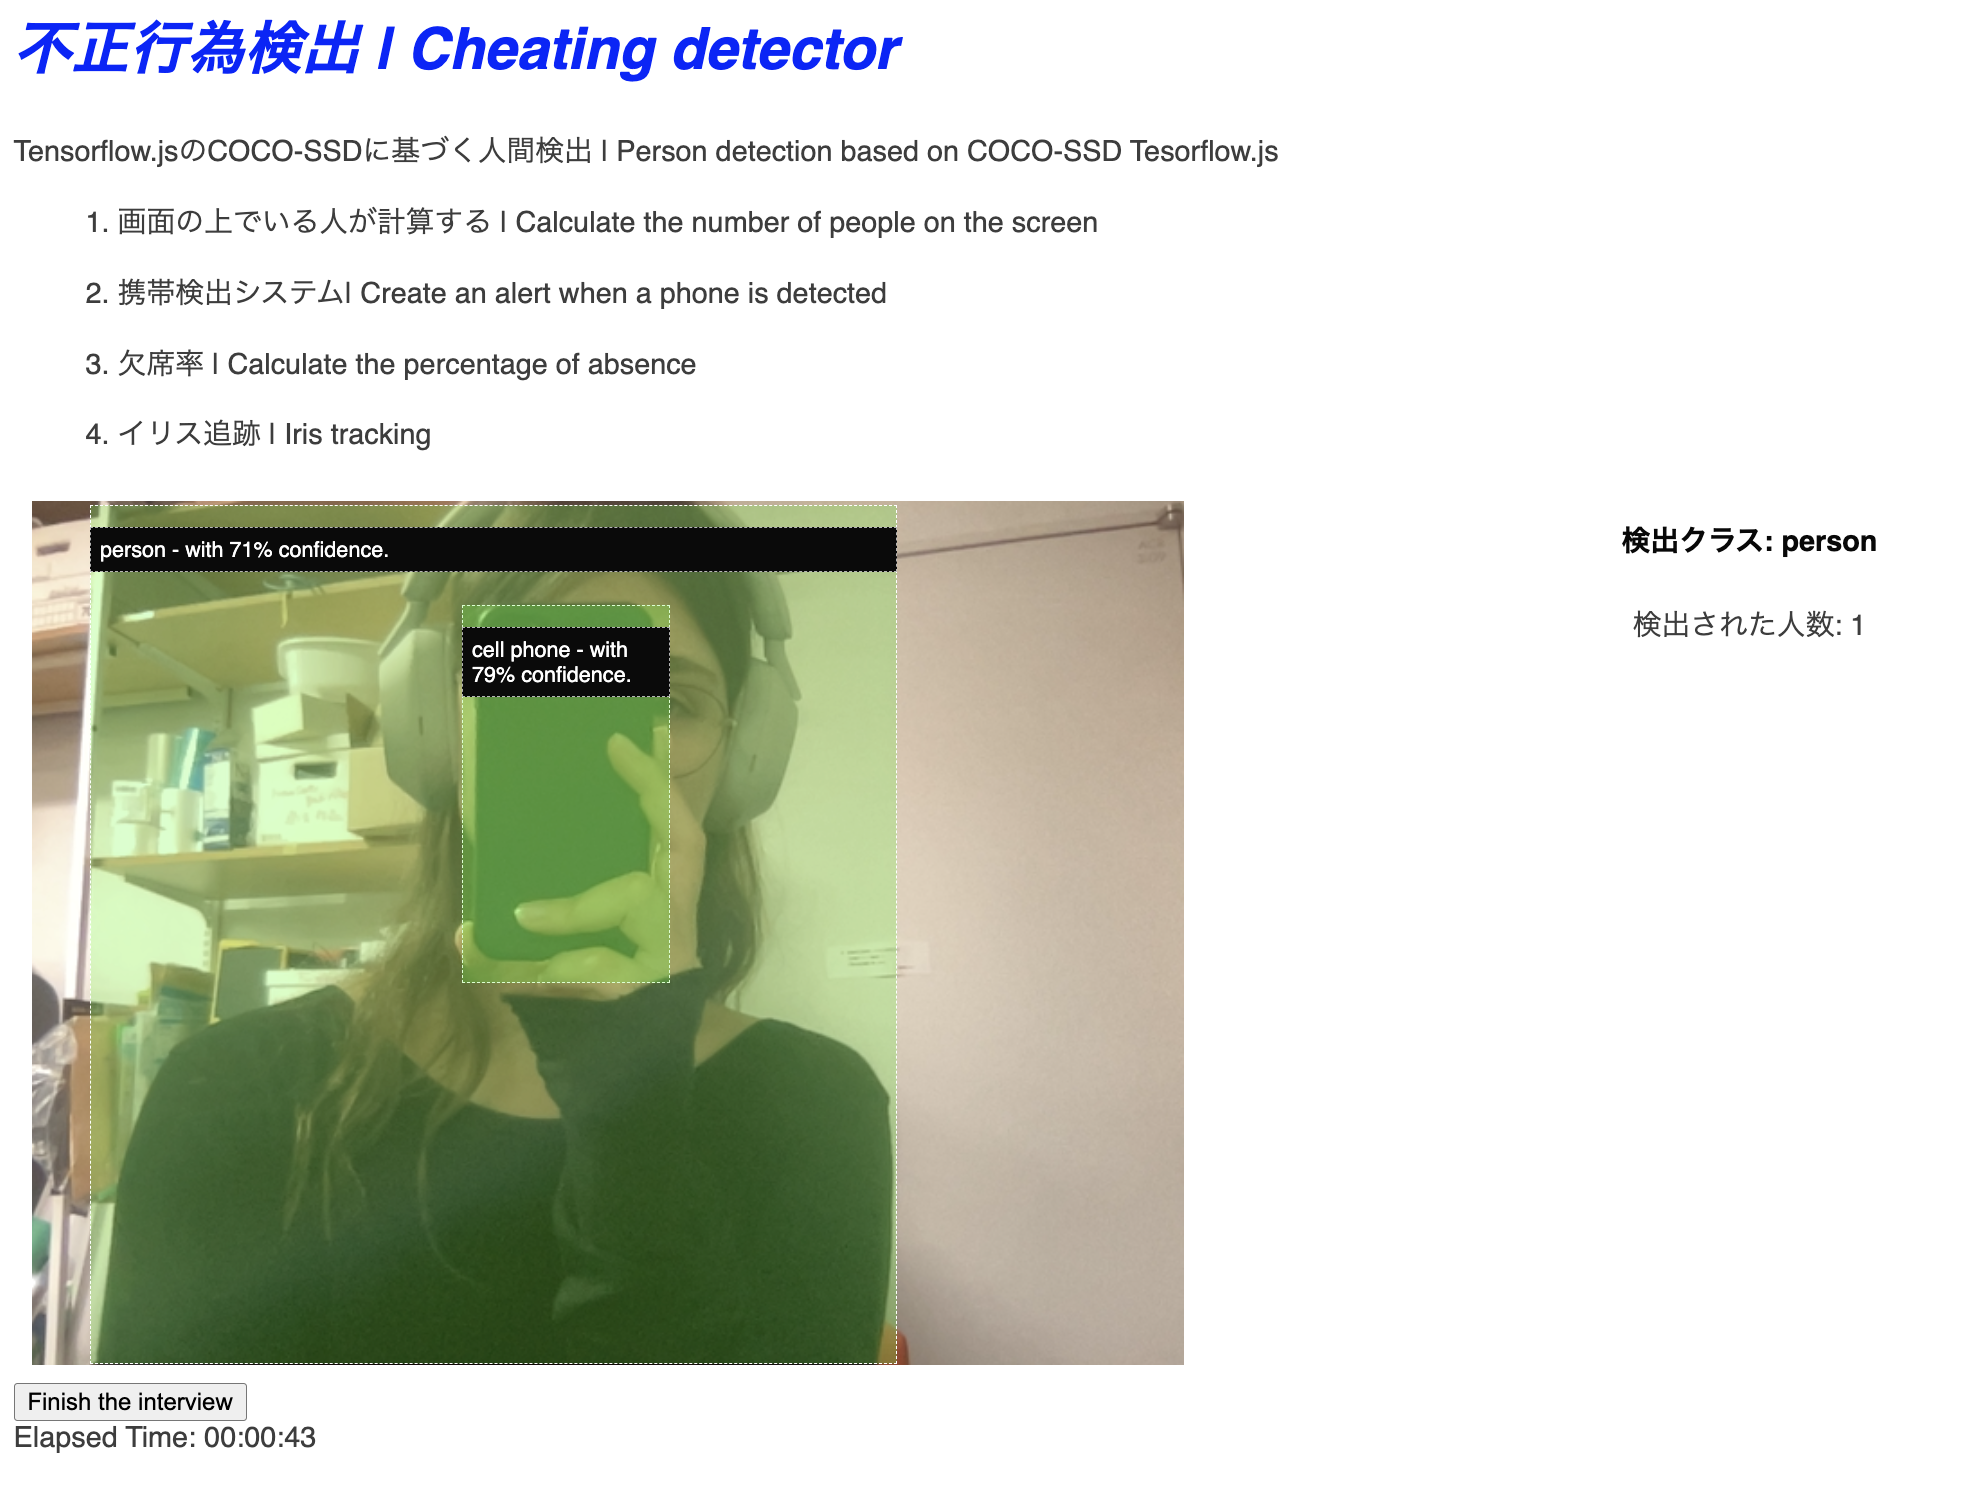 不正行為検出 | Cheating detector
Tensorflow.jsのCOCO-SSDに基づく人間検出 | Person detection based on COCO-SSD Tesorflow.js
1. 画面の上でいる人が計算する | Calculate the number of people on the screen
2. 携帯検出システム| Create an alert when a phone is detected
3. 欠席率 | Calculate the percentage of absence
4. イリス追跡 | Iris tracking
person - with 71% confidence.
cell phone - with
79% confidence.
検出クラス: person
検出された人数: 1
Finish the interview
Elapsed Time: 00:00:43